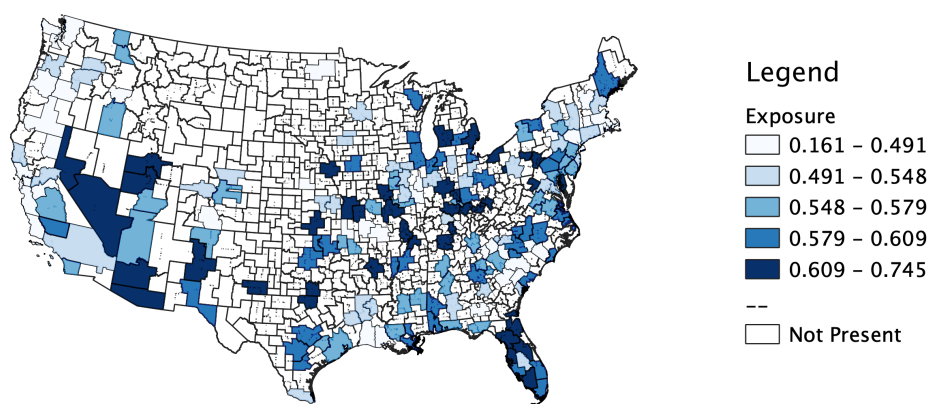 Legend
Exposure
0.161 – 0.491
0.491 – 0.548
0.548 – 0.579
0.579 – 0.609
0.609 – 0.745
--
Not Present